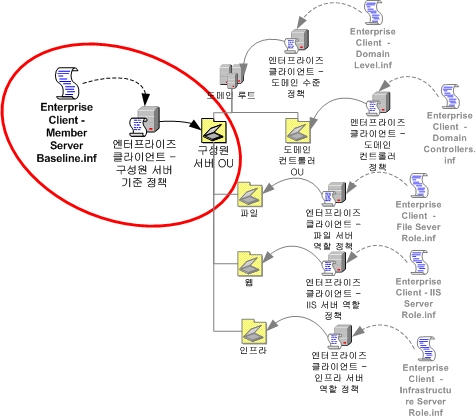 Enterprise
Client -
Domain
Level.inf
엔터프라이즈
클라이언트 –
도메인 수준
정책
도메인 루트
Enterprise
Client -
Member
Server
Baseline.inf
엔터프라이즈
클라이언트 –
구성원 서버
기준 정책
구성원
서버 OU
도메인
컨트롤러
OU
엔터프라이즈
클라이언트 –
도메인
컨트롤러
정책
Enterprise
Client -
Domain
Controllers.
inf
파일
엔터프라이즈
클라이언트 –
파일 서버
역할 정책
Enterprise
Client -
File Sever
Role.inf
웹
엔터프라이즈
클라이언트 –
IIS 서버 역할
정책
Enterprise
Client - IIS
Server
Role.inf
인프라
엔터프라이즈
클라이언트 –
인프라 서버
역할 정책
Enterprise
Client -
Infrastructu
re Server
Role.inf